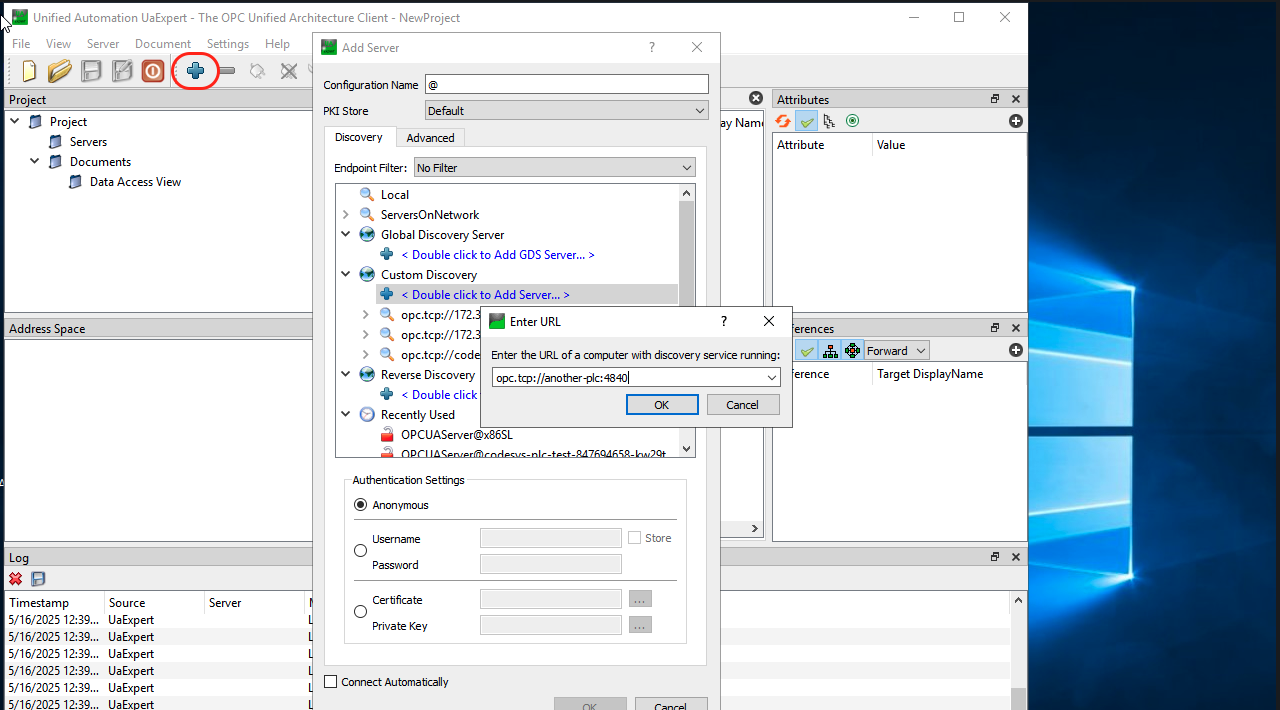 Unified Automation UaExpert - The OPC Unified Architecture Client - NewProject
File View Server Document Settings Help
Add Server
?
Configuration Name @
PKI Store Default
Discovery Advanced
Endpoint Filter: No Filter
Local
ServersOnNetwork
Global Discovery Server
< Double click to Add GDS Server... >
Custom Discovery
< Double click to Add Server... >
opc.tcp://172.3
opc.tcp://172.3
opc.tcp://code
Reverse Discovery
< Double click
Recently Used
OPCUAServer@x86SL
OPCUAServer@codesys-plc-test-847694658-kw29t
Enter URL
?
Enter the URL of a computer with discovery service running:
opc.tcp://another-plc:4840
OK Cancel
Authentication Settings
Anonymous
Username
Store
Password
Certificate
...
Private Key
...
Connect Automatically
OK Cancel
Project
Project
Servers
Documents
Data Access View
Address Space
ay Name
Attributes
Attribute Value
erences
Forward
erence Target DisplayName
Log
Timestamp Source Server
5/16/2025 12:39... UaExpert
5/16/2025 12:39... UaExpert
5/16/2025 12:39... UaExpert
5/16/2025 12:39... UaExpert
5/16/2025 12:39... UaExpert
5/16/2025 12:39... UaExpert